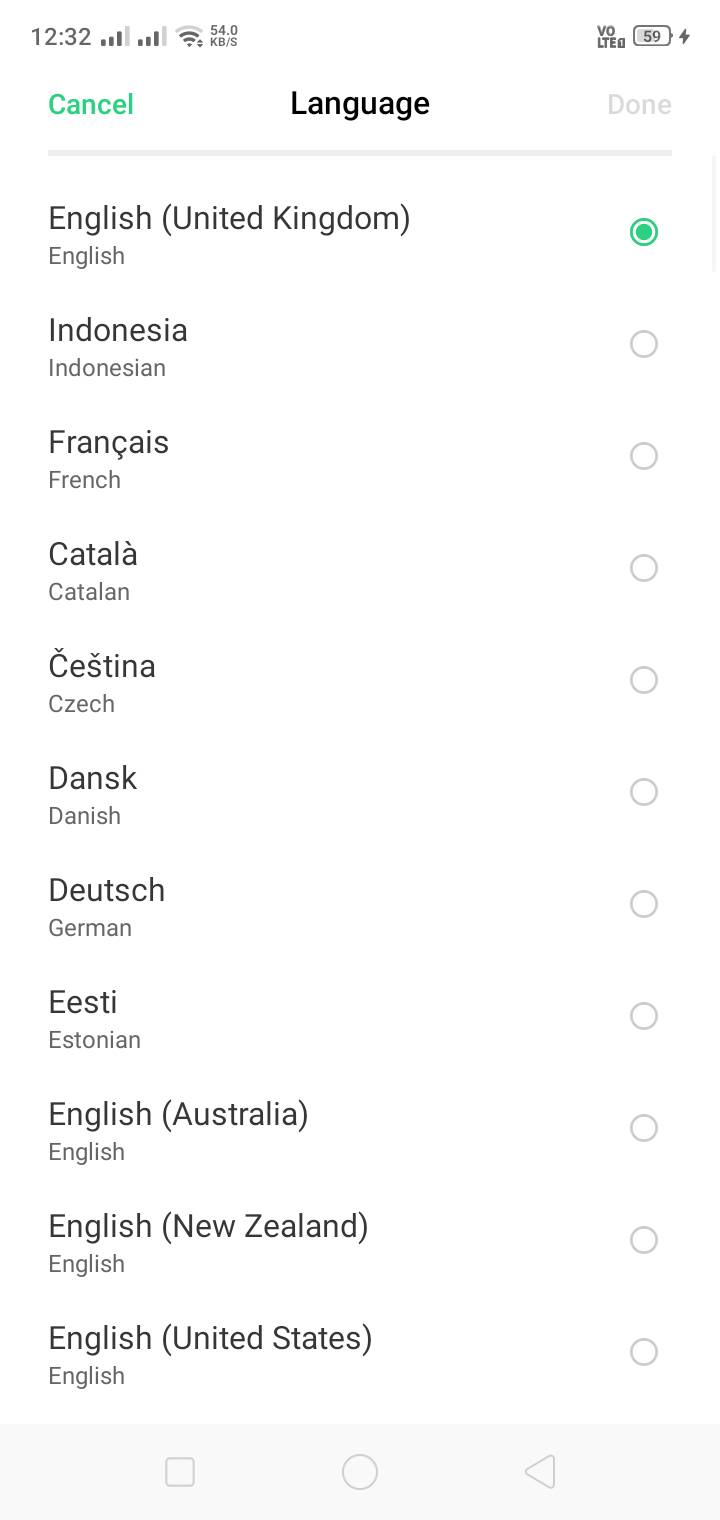 12:32 54.0 KB/S VO LTE 59
Cancel Language Done
English (United Kingdom)
English
Indonesia
Indonesian
Français
French
Català
Catalan
Čeština
Czech
Dansk
Danish
Deutsch
German
Eesti
Estonian
English (Australia)
English
English (New Zealand)
English
English (United States)
English